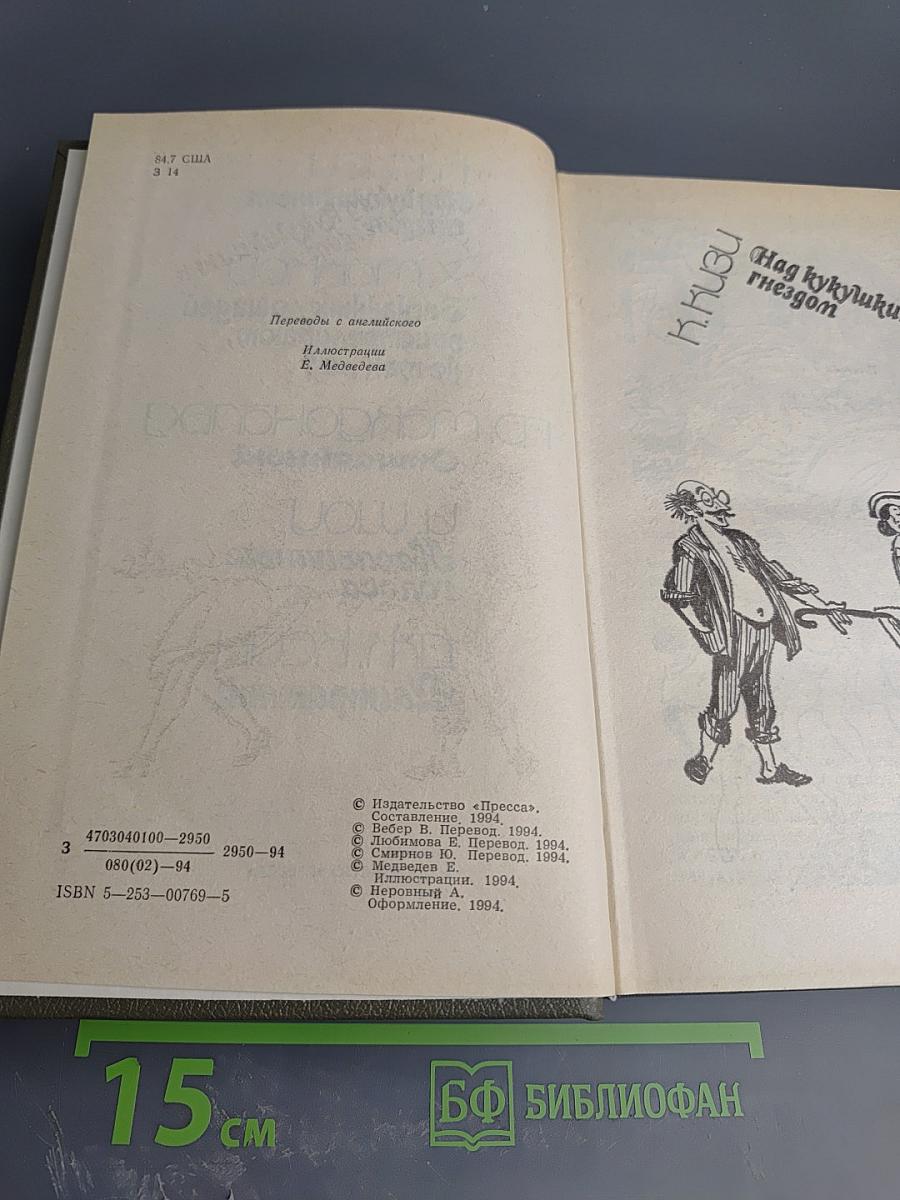 84.7 США
З 14
Переводы с английского
Иллюстрации
Е. Медведева
З 4703040100—2950
080(02)—94
2950—94
ISBN 5—253—00769—5
© Издательство «Пресса».
Составление. 1994.
© Вебер В. Перевод. 1994.
© Любимова Е. Перевод. 1994.
© Смирнов Ю. Перевод. 1994.
© Медведев Е.
Иллюстрации. 1994.
© Неровный А.
Оформление. 1994.
К. КИЗИ
Над кукушки
гнездом
15 см
БФ БИБЛИОФАН